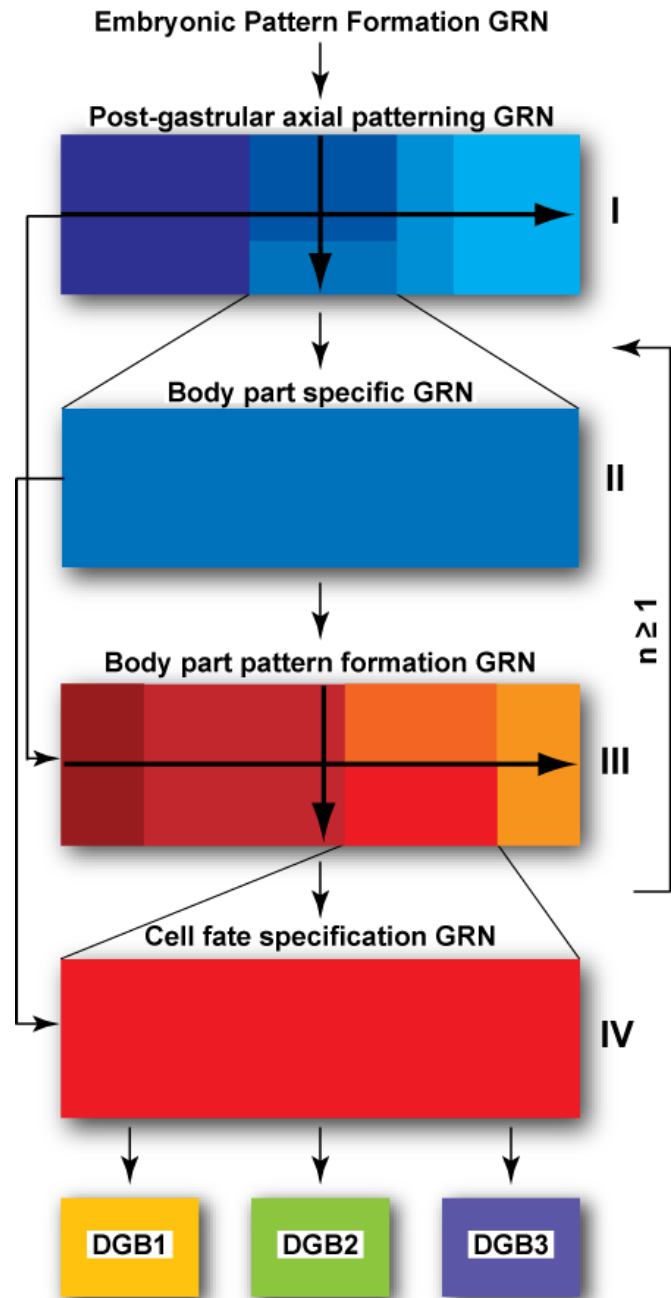 Embryonic Pattern Formation GRN
Post-gastrular axial patterning GRN
I
Body part specific GRN
II
n ≥ 1
Body part pattern formation GRN
III
Cell fate specification GRN
IV
DGB1
DGB2
DGB3